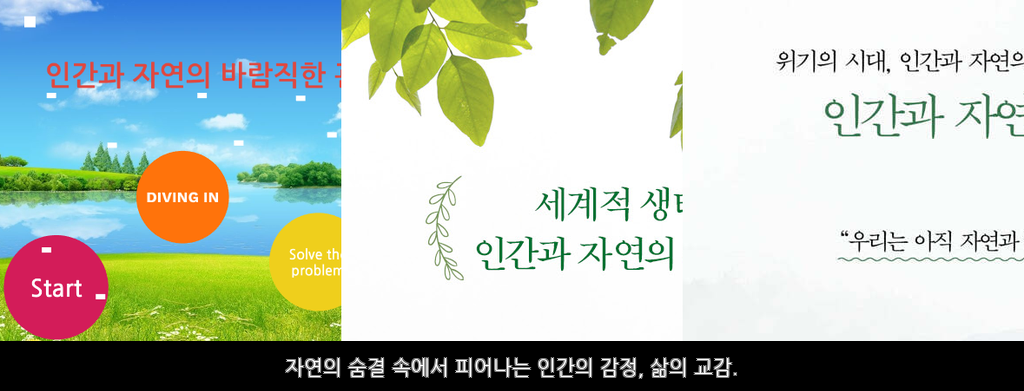 인간과 자연의 바람직한
DIVING IN
Start
Solve the
problem
세계적
인간과 자연의
위기의 시대, 인간과 자연의
인간과
“우리는 아직 자연과
자연의 숨결 속에서 피어나는 인간의 감정, 삶의 교감.